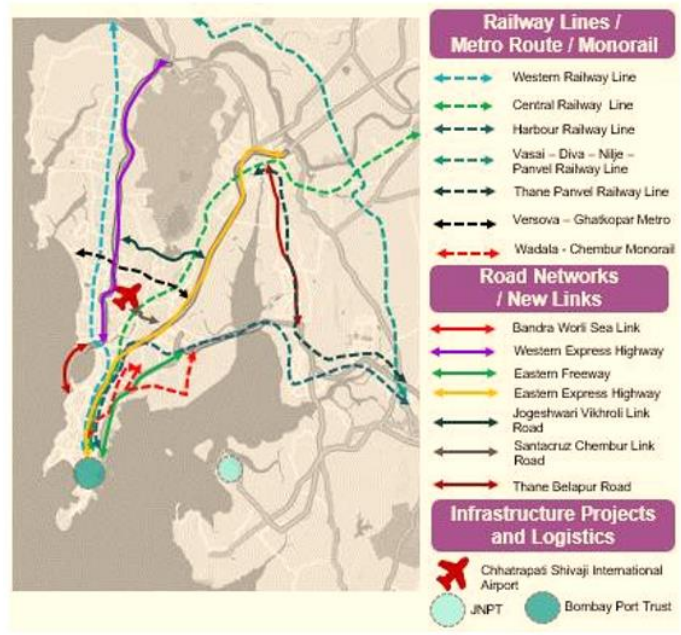 Railway Lines /
Metro Route / Monorail
Western Railway Line
Central Railway Line
Harbour Railway Line
Vasai – Diva – Nilje –
Panvel Railway Line
Thane Panvel Railway Line
Versova – Ghatkopar Metro
Wadala - Chembur Monorail
Road Networks
/ New Links
Bandra Worli Sea Link
Western Express Highway
Eastern Freeway
Eastern Express Highway
Jogeshwari Vikhroli Link
Road
Santacruz Chembur Link
Road
Thane Belapur Road
Infrastructure Projects
and Logistics
Chhatrapati Shivaji International
Airport
JNPT
Bombay Port Trust